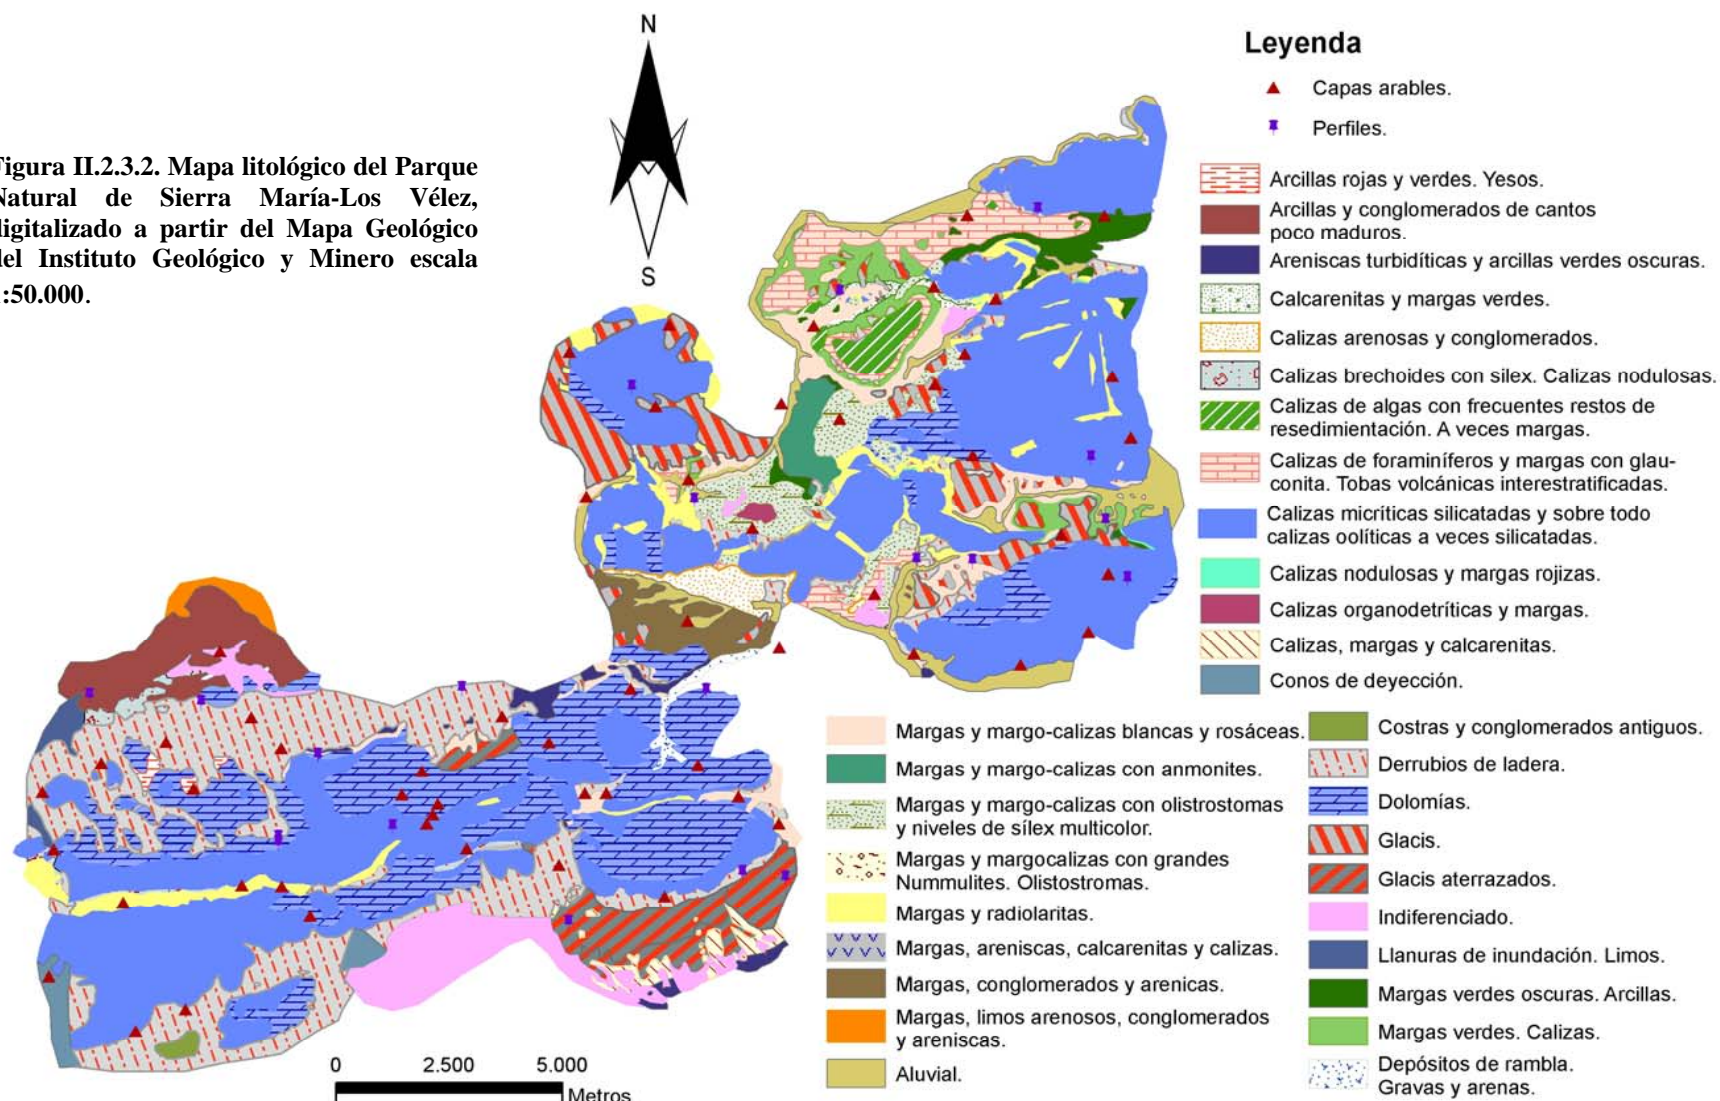 igura II.2.3.2. Mapa litológico del Parque
Natural de Sierra María-Los Vélez,
digitalizado a partir del Mapa Geológico
del Instituto Geológico y Minero escala
:50.000.
N
S
Leyenda
Capas arables.
Perfiles.
Arcillas rojas y verdes. Yesos.
Arcillas y conglomerados de cantos
poco maduros.
Areniscas turbidíticas y arcillas verdes oscuras.
Calcarenitas y margas verdes.
Calizas arenosas y conglomerados.
Calizas brechoides con silex. Calizas nodulosas.
Calizas de algas con frecuentes restos de
resedimientación. A veces margas.
Calizas de foraminíferos y margas con glau-
conita. Tobas volcánicas interestratificadas.
Calizas micríticas silicatadas y sobre todo
calizas oolíticas a veces silicatadas.
Calizas nodulosas y margas rojizas.
Calizas organodetríticas y margas.
Calizas, margas y calcarenitas.
Conos de deyección.
Margas y margo-calizas blancas y rosáceas.
Margas y margo-calizas con anmonites.
Margas y margo-calizas con olistrostomas
y niveles de sílex multicolor.
Margas y margocalizas con grandes
Nummulites. Olistostromas.
Margas y radiolaritas.
Margas, areniscas, calcarenitas y calizas.
Margas, conglomerados y arenicas.
Margas, limos arenosos, conglomerados
y areniscas.
Aluvial.
Costras y conglomerados antiguos.
Derrubios de ladera.
Dolomías.
Glacis.
Glacis aterrazados.
Indiferenciado.
Llanuras de inundación. Limos.
Margas verdes oscuras. Arcillas.
Margas verdes. Calizas.
Depósitos de rambla.
Gravas y arenas.
0 2.500 5.000
Metros